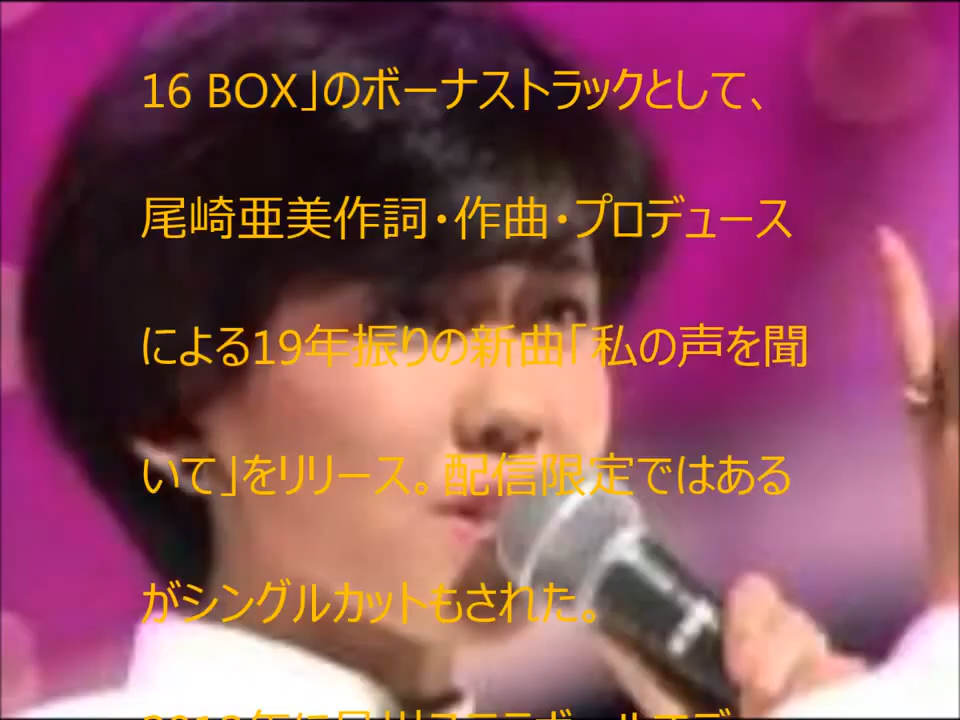 16 BOX」のボーナストラックとして、
尾崎亜美作詞・作曲・プロデュース
による19年振りの新曲「私の声を聞
いて」をリリース。配信限定ではある
がシングルカットもされた。